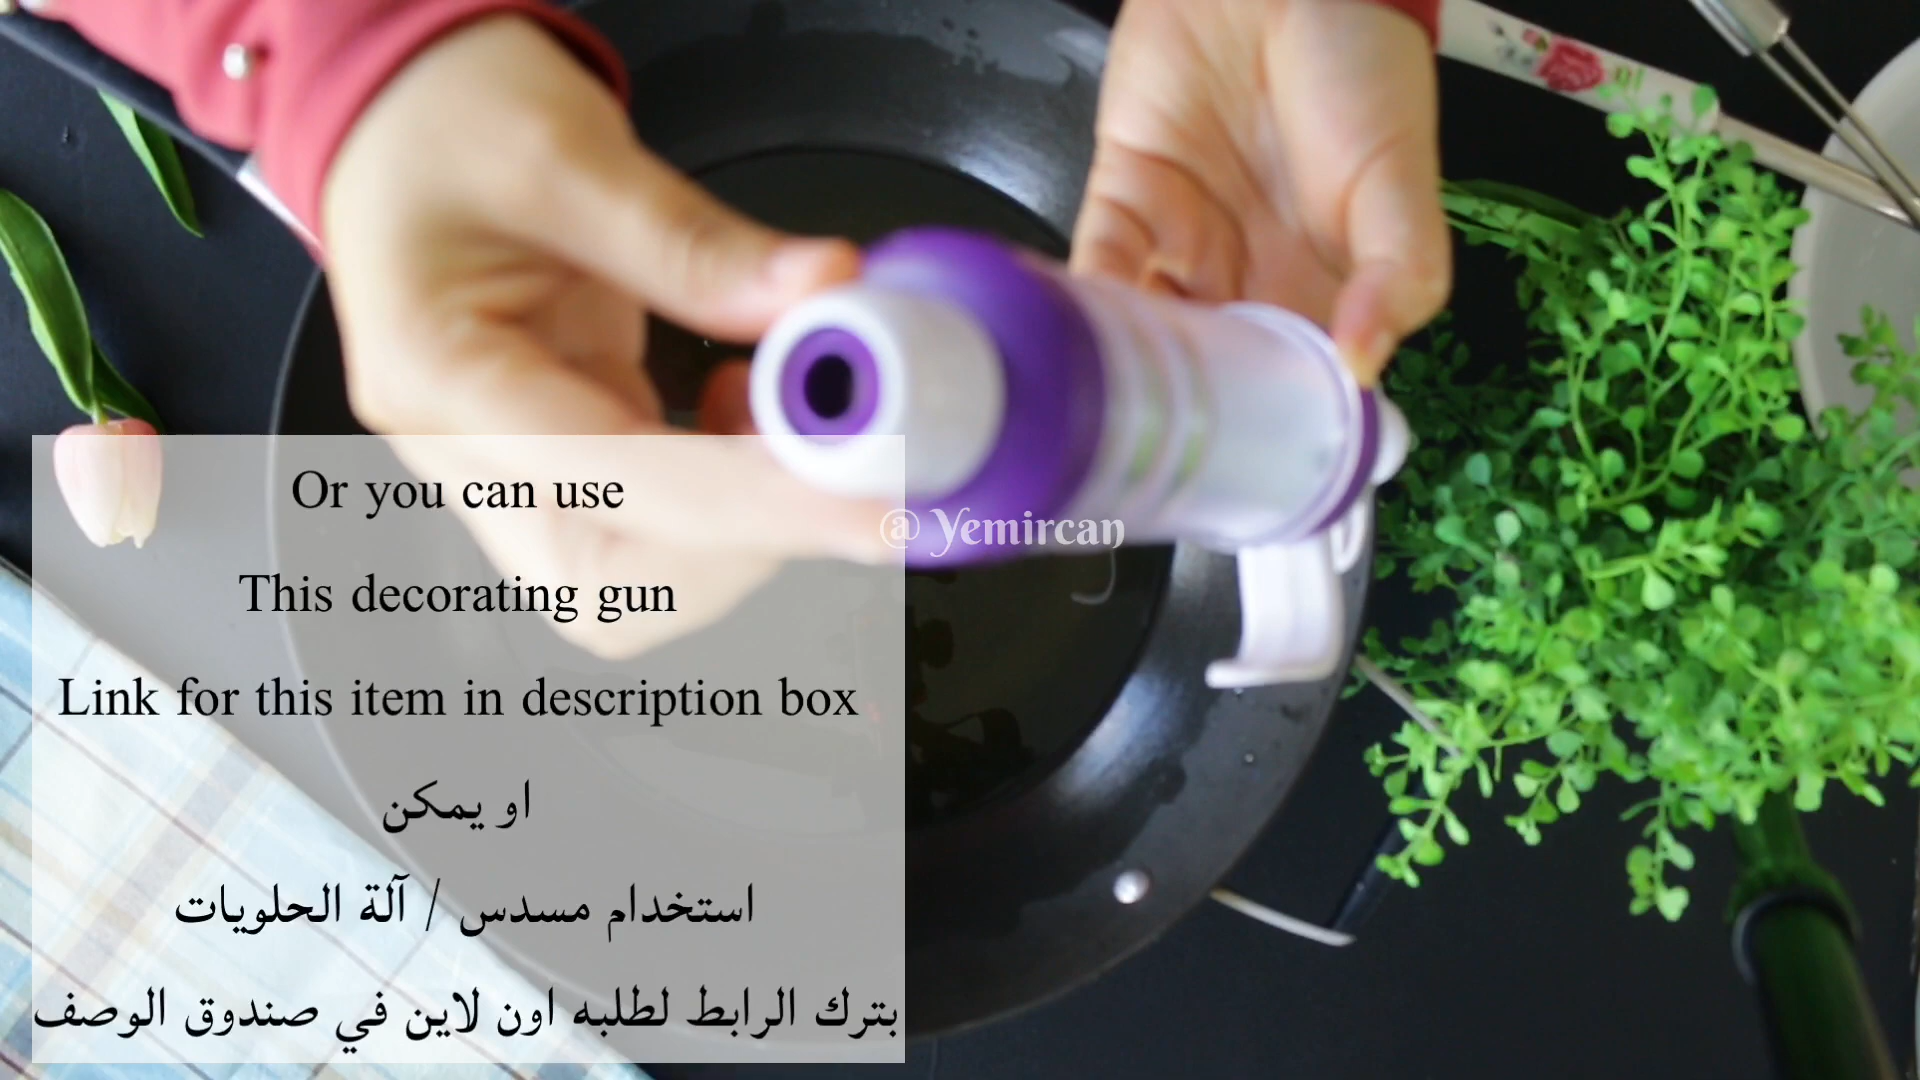 Or you can use
This decorating gun
@ Yemircan
Link for this item in description box
او يمكن
استخدام مسدس / آلة الحلويات
بترك الرابط لطلبه اون لاين في صندوق الوصف